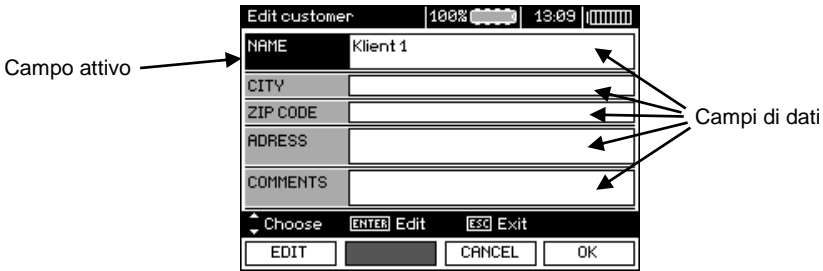 Edit customer 100% 13:09
NAME Klient 1
Campo attivo
CITY
ZIP CODE
Campi di dati
ADRESS
COMMENTS
Choose ENTER Edit ESC Exit
EDIT CANCEL OK